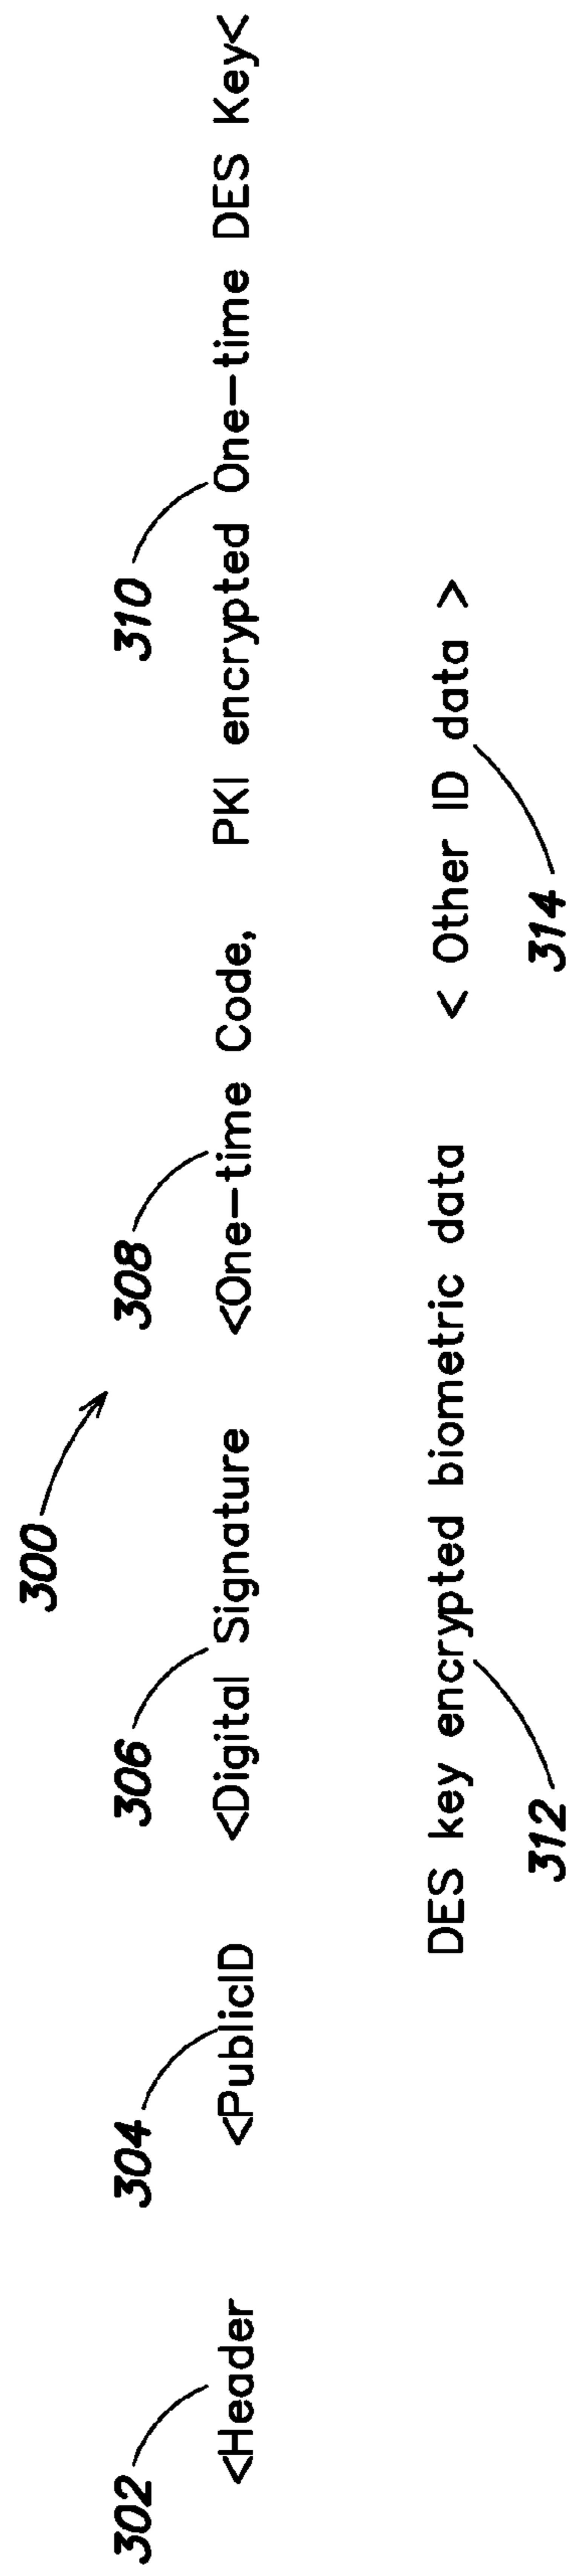 300
302 304 306 308 310
<Header <PublicID <Digital Signature <One-time Code, PKI encrypted One-time DES Key<
DES key encrypted biometric data < Other ID data >
312 314